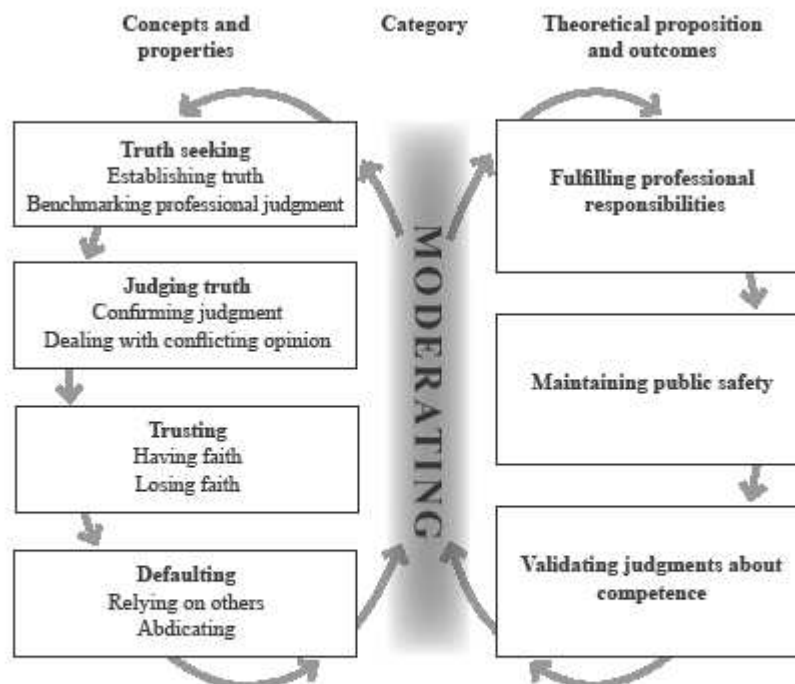 Concepts and
properties
Category
Theoretical proposition
and outcomes
Truth seeking
Establishing truth
Benchmarking professional judgment
Judging truth
Confirming judgment
Dealing with conflicting opinion
Trusting
Having faith
Losing faith
Defaulting
Relying on others
Abdicating
MODERATING
Fulfilling professional
responsibilities
Maintaining public safety
Validating judgments about
competence